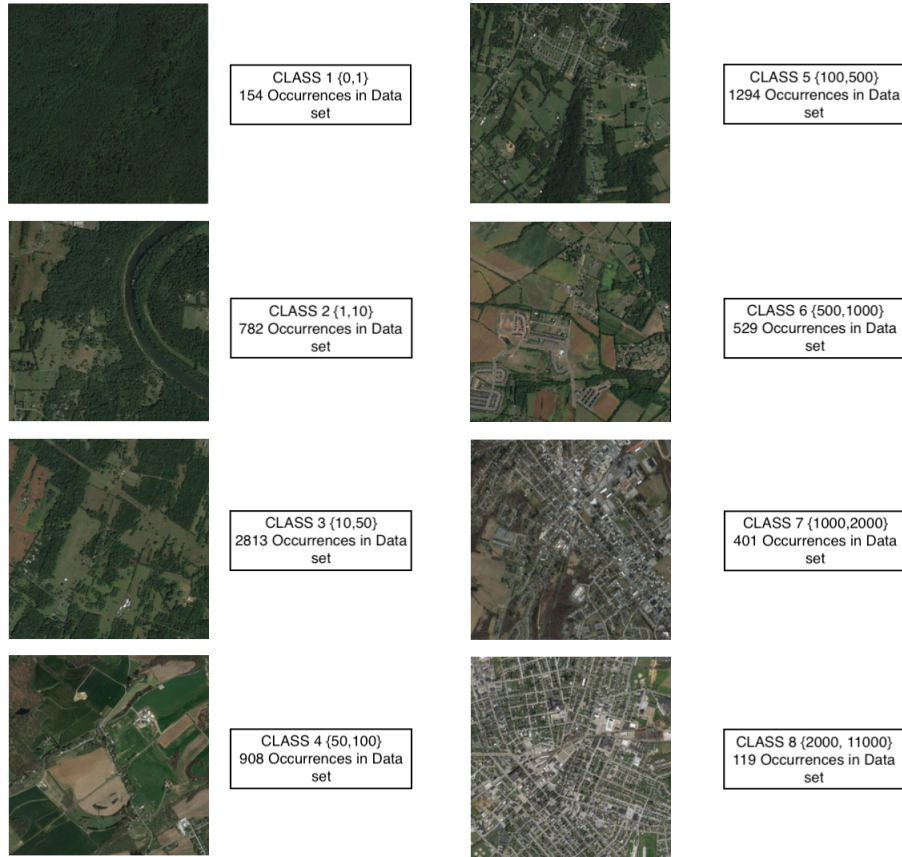 CLASS 1 {0,1}
154 Occurrences in Data
set
CLASS 2 {1,10}
782 Occurrences in Data
set
CLASS 3 {10,50}
2813 Occurrences in Data
set
CLASS 4 {50,100}
908 Occurrences in Data
set
CLASS 5 {100,500}
1294 Occurrences in Data
set
CLASS 6 {500,1000}
529 Occurrences in Data
set
CLASS 7 {1000,2000}
401 Occurrences in Data
set
CLASS 8 {2000, 11000}
119 Occurrences in Data
set